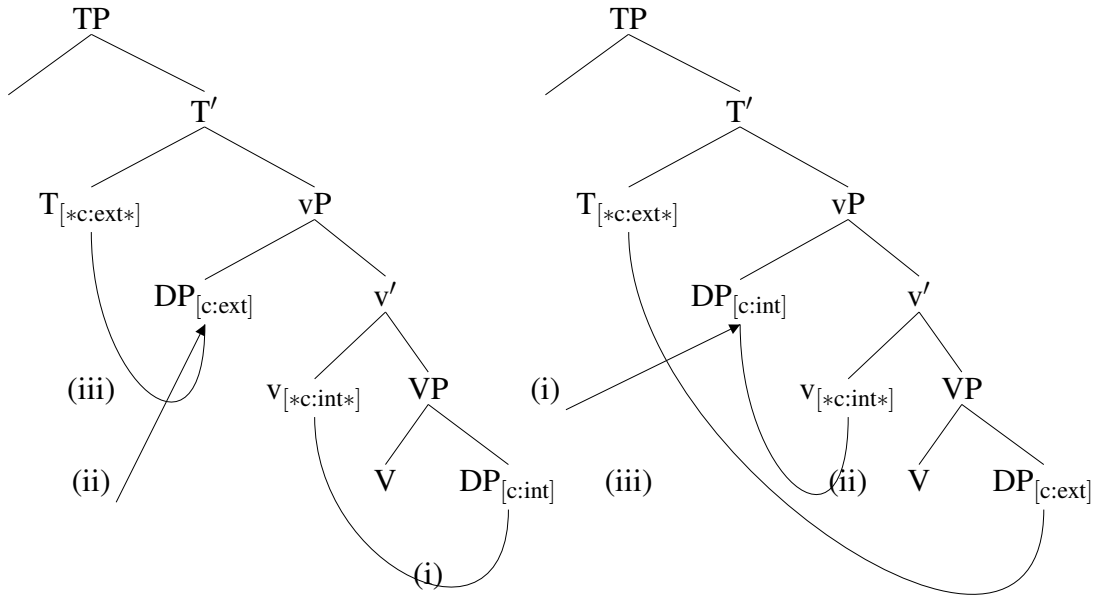 TP
T′
T[∗c:ext∗]
vP
DP[c:ext]
v′
(iii)
v[∗c:int∗]
VP
(ii)
V
DP[c:int]
(i)
TP
T′
T[∗c:ext∗]
vP
DP[c:int]
v′
(i)
v[∗c:int∗]
VP
(iii)
(ii)
V
DP[c:ext]